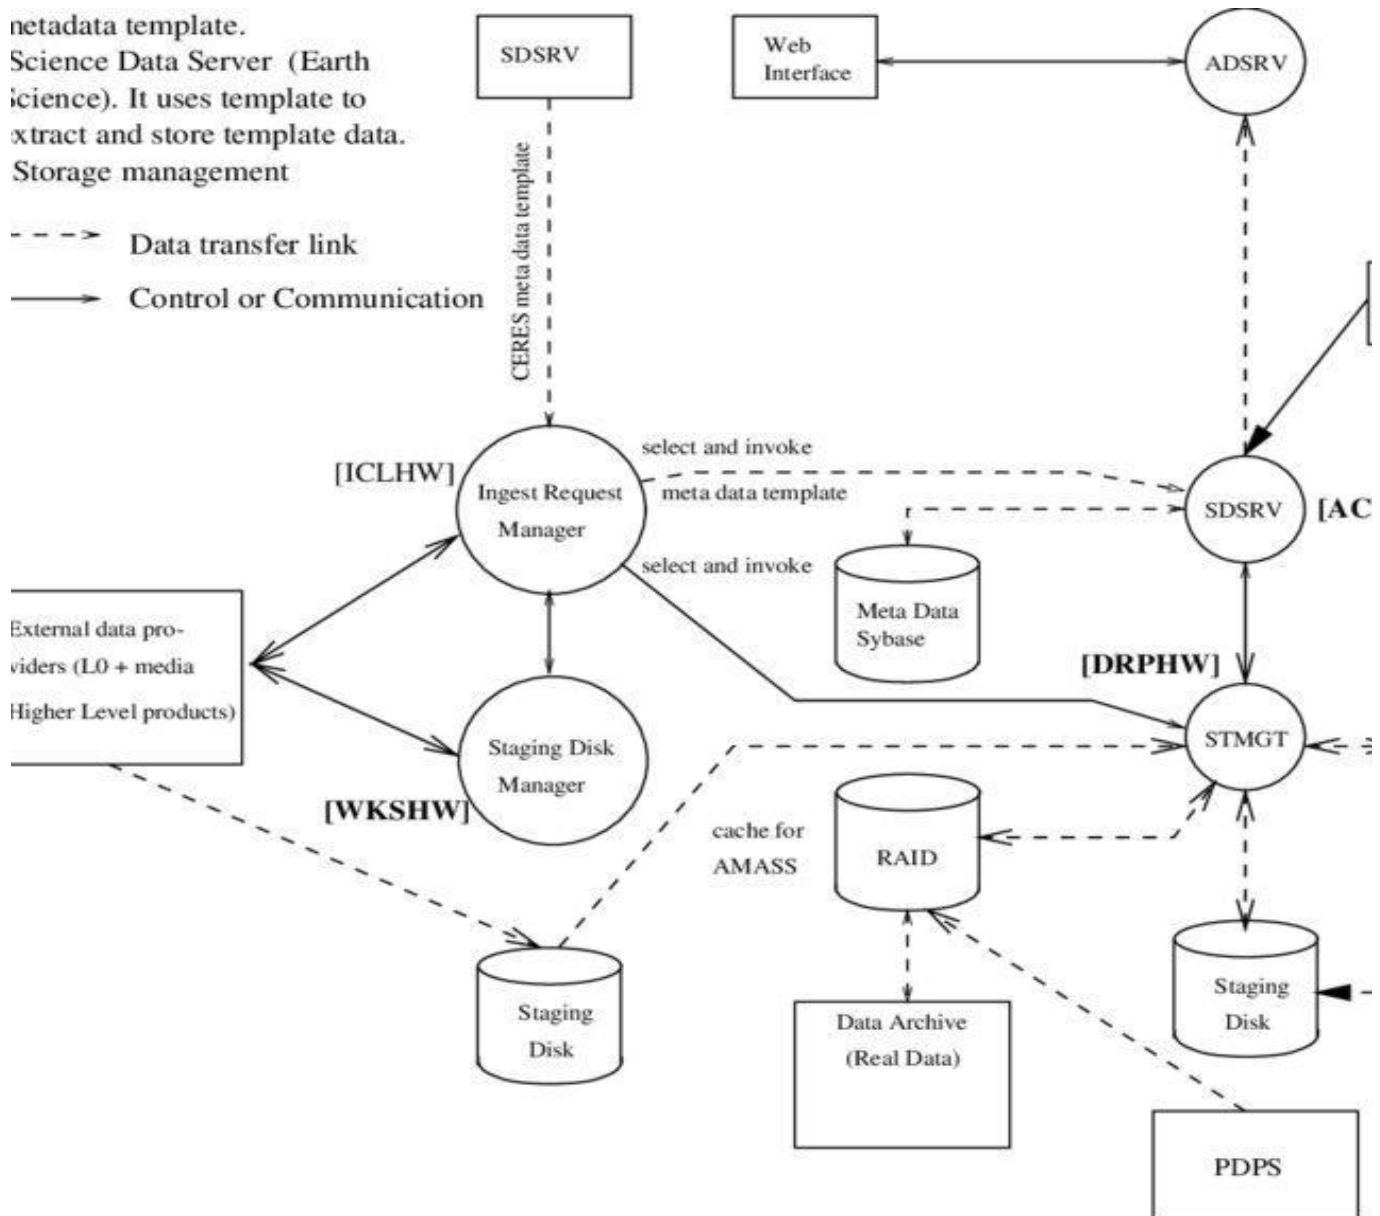 metadata template.
Science Data Server (Earth
Science). It uses template to
extract and store template data.
Storage management
Data transfer link
Control or Communication
SDSRV
Web
Interface
ADSRV
CERES meta data template
[ICLHW]
Ingest Request
Manager
select and invoke
meta data template
select and invoke
SDSRV
[AC
Meta Data
Sybase
External data pro-
viders (L0 + media
Higher Level products)
[DRPHW]
STMGT
Staging Disk
Manager
[WKSHW]
cache for
AMASS
RAID
Staging
Disk
Data Archive
(Real Data)
Staging
Disk
PDPS